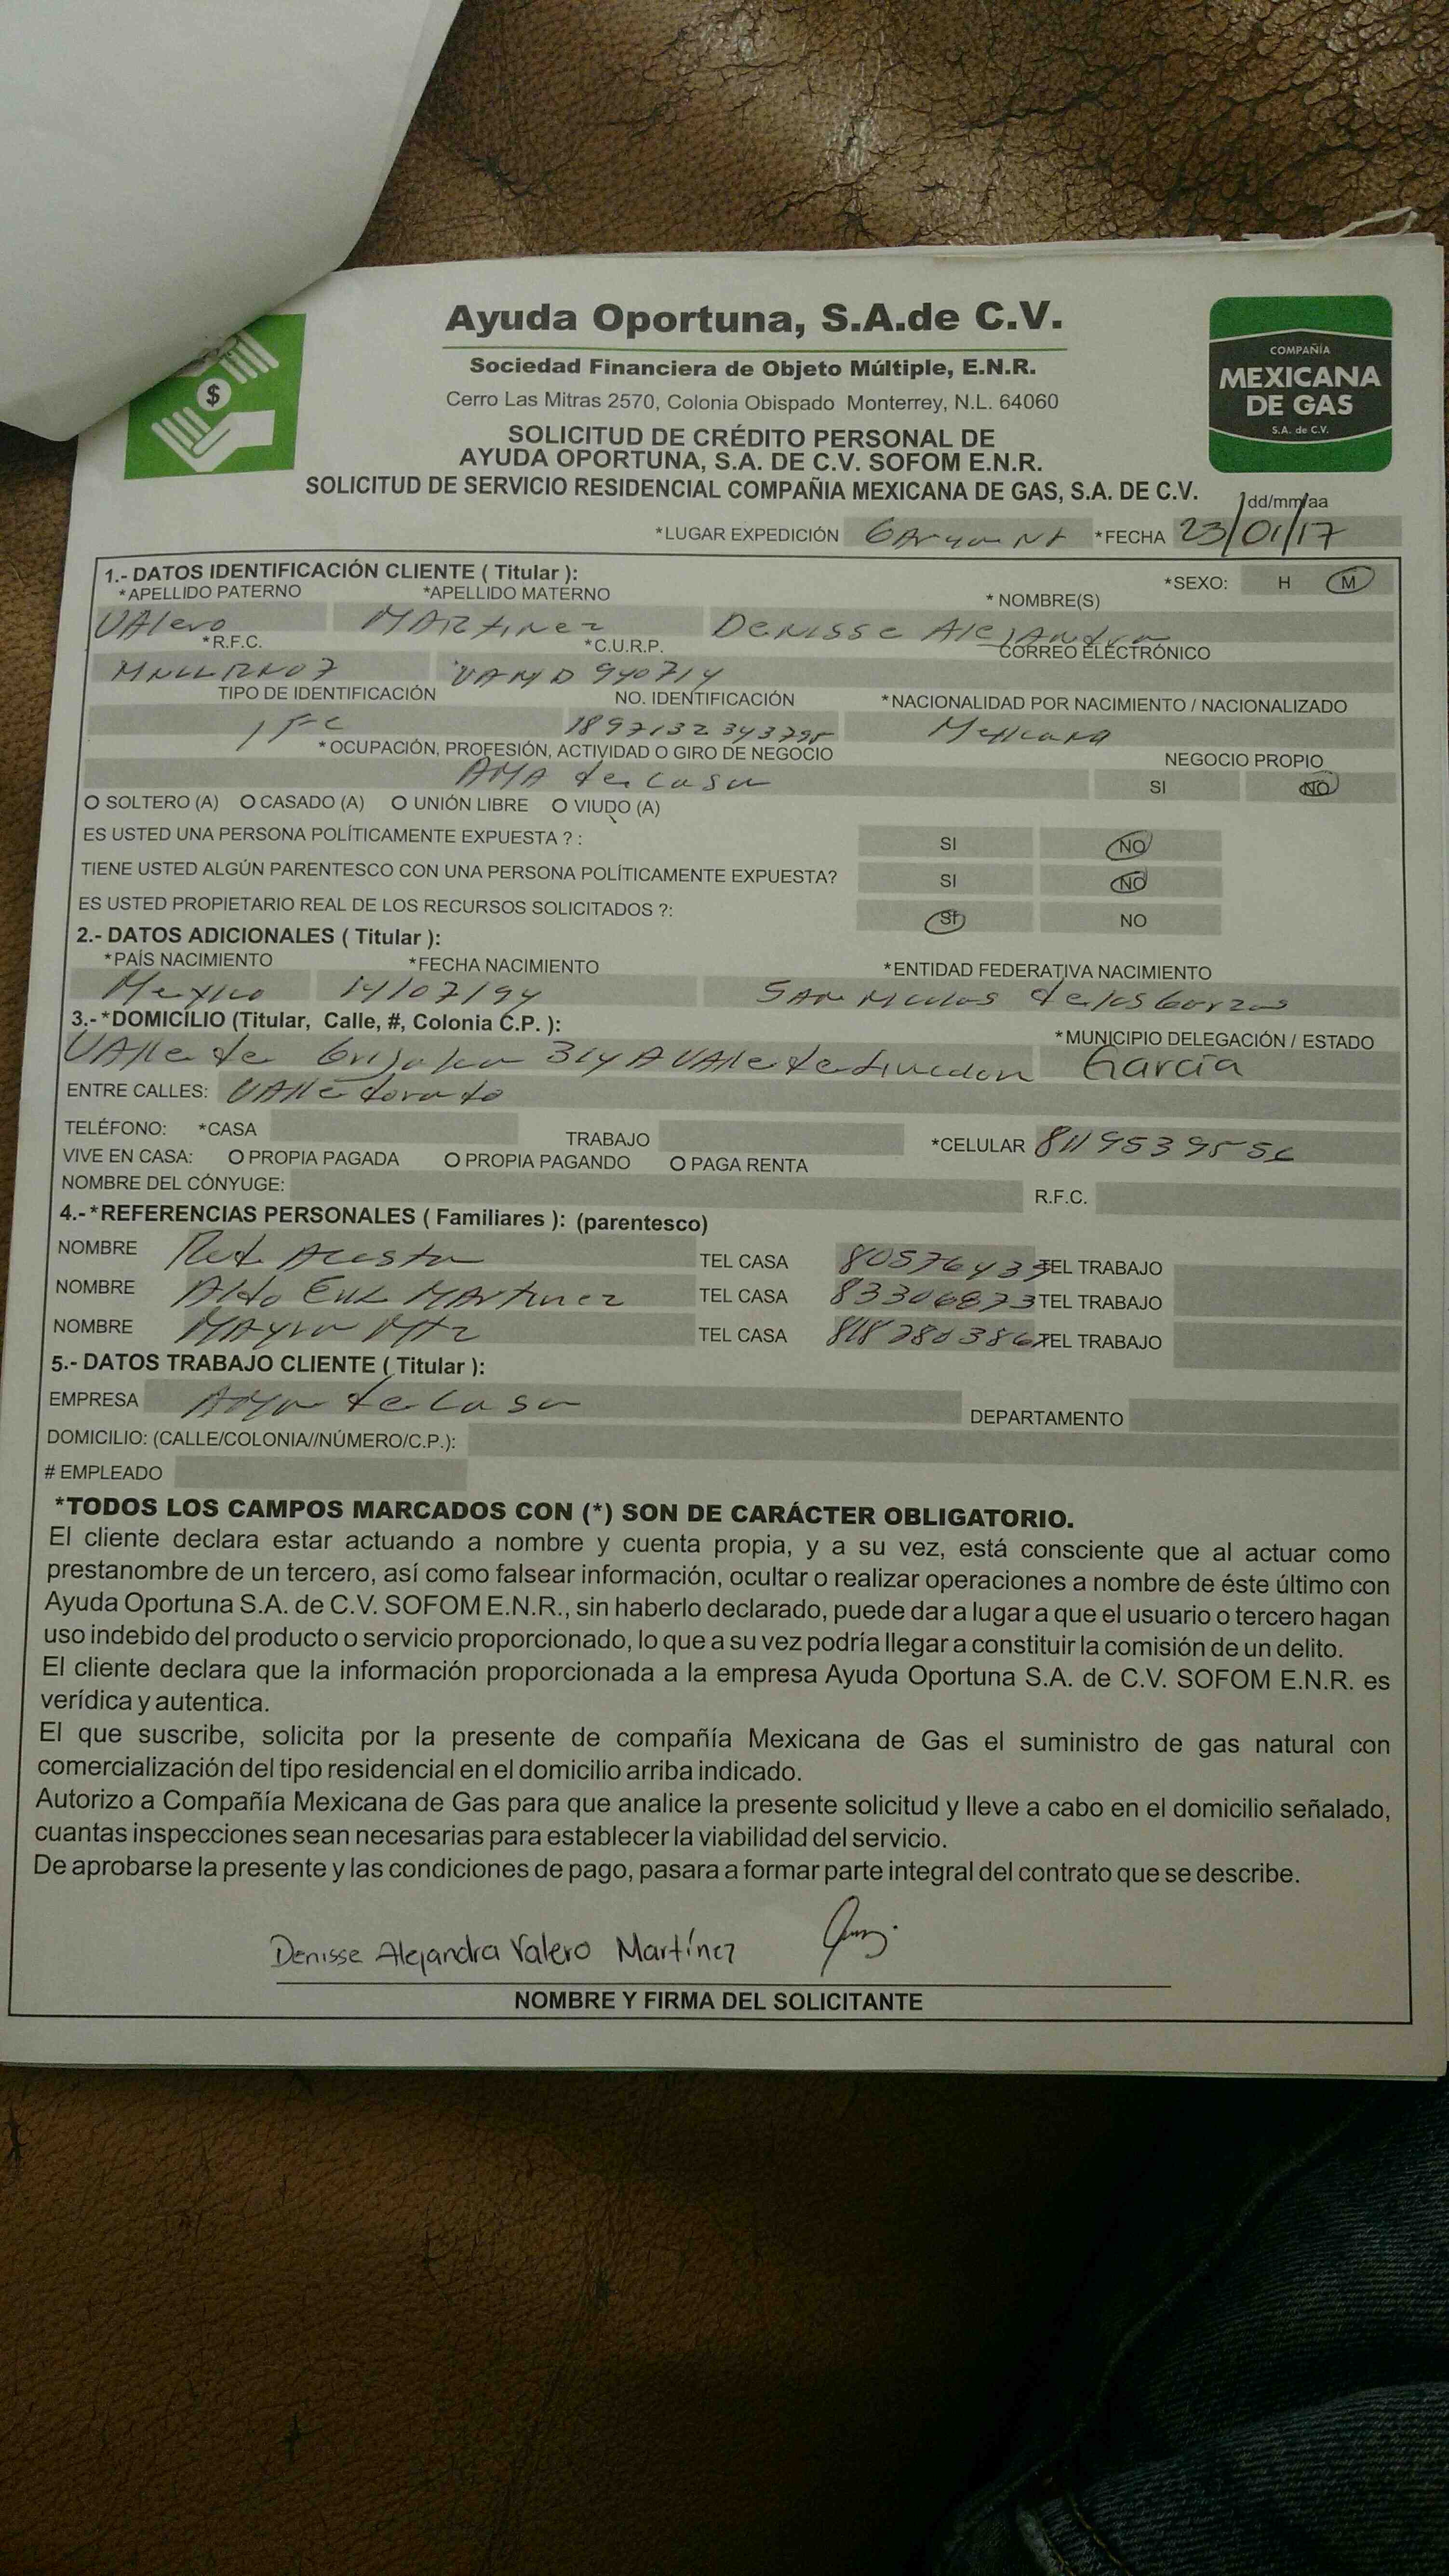 Ayuda Oportuna, S.A.de C.V.
Sociedad Financiera de Objeto Múltiple, E.N.R.
Cerro Las Mitras 2570, Colonia Obispado Monterrey, N.L. 64060
COMPAÑÍA
MEXICANA
DE GAS
S.A. de C.V.
$
SOLICITUD DE CRÉDITO PERSONAL DE
AYUDA OPORTUNA, S.A. DE C.V. SOFOM E.N.R.
SOLICITUD DE SERVICIO RESIDENCIAL COMPAÑIA MEXICANA DE GAS, S.A. DE C.V.
dd/mm/aa
*LUGAR EXPEDICIÓN *FECHA 23/01/17
1.- DATOS IDENTIFICACIÓN CLIENTE ( Titular ): *SEXO: H M
*APELLIDO PATERNO *APELLIDO MATERNO * NOMBRE(S)
VAlero MARtinez Denisse AleJAndra
*R.F.C. *C.U.R.P. CORREO ELECTRÓNICO
VAMD 940714
TIPO DE IDENTIFICACIÓN NO. IDENTIFICACIÓN *NACIONALIDAD POR NACIMIENTO / NACIONALIZADO
IFE Mexicana
* OCUPACIÓN, PROFESIÓN, ACTIVIDAD O GIRO DE NEGOCIO NEGOCIO PROPIO
AMA de casa SI NO
O SOLTERO (A) O CASADO (A) O UNIÓN LIBRE O VIUDO (A)
ES USTED UNA PERSONA POLÍTICAMENTE EXPUESTA ? : SI NO
TIENE USTED ALGÚN PARENTESCO CON UNA PERSONA POLÍTICAMENTE EXPUESTA? SI NO
ES USTED PROPIETARIO REAL DE LOS RECURSOS SOLICITADOS ?: SI NO
2.- DATOS ADICIONALES ( Titular ):
*PAÍS NACIMIENTO *FECHA NACIMIENTO *ENTIDAD FEDERATIVA NACIMIENTO
Mexico 14/07/94 SAn Nicolas de los Garzas
3.-*DOMICILIO (Titular, Calle, #, Colonia C.P. ): *MUNICIPIO DELEGACIÓN / ESTADO
VAlle de 314 A VAlle de García
ENTRE CALLES: VAlle dorado
TELÉFONO: *CASA TRABAJO *CELULAR 8119539556
VIVE EN CASA: O PROPIA PAGADA O PROPIA PAGANDO O PAGA RENTA
NOMBRE DEL CÓNYUGE: R.F.C.
4.-*REFERENCIAS PERSONALES ( Familiares ): (parentesco)
NOMBRE Acosta TEL CASA TEL TRABAJO
NOMBRE Aldo Erik MArtinez TEL CASA 83306873 TEL TRABAJO
NOMBRE MAyra Mtz TEL CASA TEL TRABAJO
5.- DATOS TRABAJO CLIENTE ( Titular ):
EMPRESA Ama de casa DEPARTAMENTO
DOMICILIO: (CALLE/COLONIA//NÚMERO/C.P.):
# EMPLEADO
*TODOS LOS CAMPOS MARCADOS CON (*) SON DE CARÁCTER OBLIGATORIO.
El cliente declara estar actuando a nombre y cuenta propia, y a su vez, está consciente que al actuar como
prestanombre de un tercero, así como falsear información, ocultar o realizar operaciones a nombre de éste último con
Ayuda Oportuna S.A. de C.V. SOFOM E.N.R., sin haberlo declarado, puede dar a lugar a que el usuario o tercero hagan
uso indebido del producto o servicio proporcionado, lo que a su vez podría llegar a constituir la comisión de un delito.
El cliente declara que la información proporcionada a la empresa Ayuda Oportuna S.A. de C.V. SOFOM E.N.R. es
verídica y autentica.
El que suscribe, solicita por la presente de compañía Mexicana de Gas el suministro de gas natural con
comercialización del tipo residencial en el domicilio arriba indicado.
Autorizo a Compañía Mexicana de Gas para que analice la presente solicitud y lleve a cabo en el domicilio señalado,
cuantas inspecciones sean necesarias para establecer la viabilidad del servicio.
De aprobarse la presente y las condiciones de pago, pasara a formar parte integral del contrato que se describe.
Denisse Alejandra Valero Martínez
NOMBRE Y FIRMA DEL SOLICITANTE